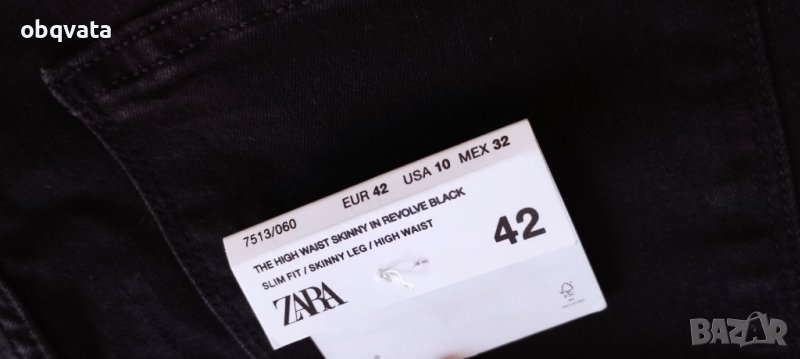 obqvata
7513/060 EUR 42 USA 10 MEX 32
THE HIGH WAIST SKINNY IN REVOLVE BLACK
SLIM FIT / SKINNY LEG / HIGH WAIST
42
ZARA
BAZAR